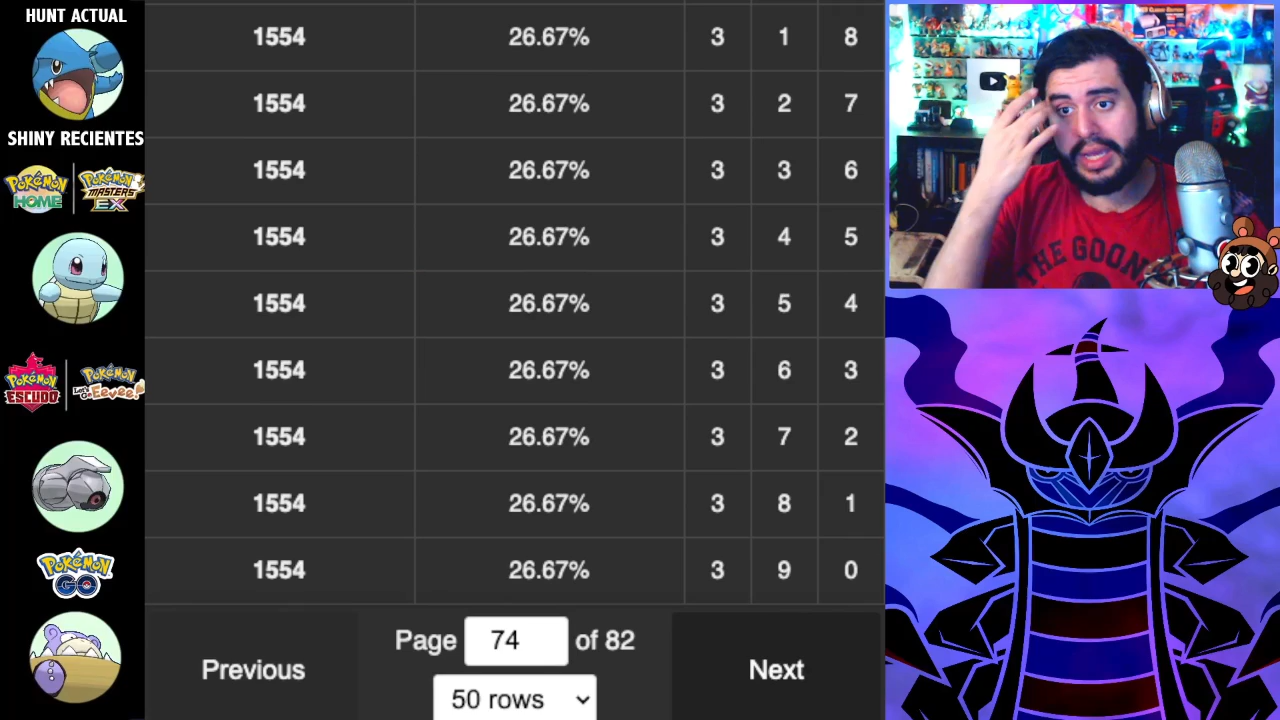 HUNT ACTUAL
SHINY RECIENTES
POKéMON HOME
POKéMON MASTERS EX
POKéMON ESCUDO
POKéMON Let's Go Eevee!
POKéMON GO
1554 26.67% 3 1 8
1554 26.67% 3 2 7
1554 26.67% 3 3 6
1554 26.67% 3 4 5
1554 26.67% 3 5 4
1554 26.67% 3 6 3
1554 26.67% 3 7 2
1554 26.67% 3 8 1
1554 26.67% 3 9 0
Previous
Page 74 of 82
50 rows
Next
THE GOON